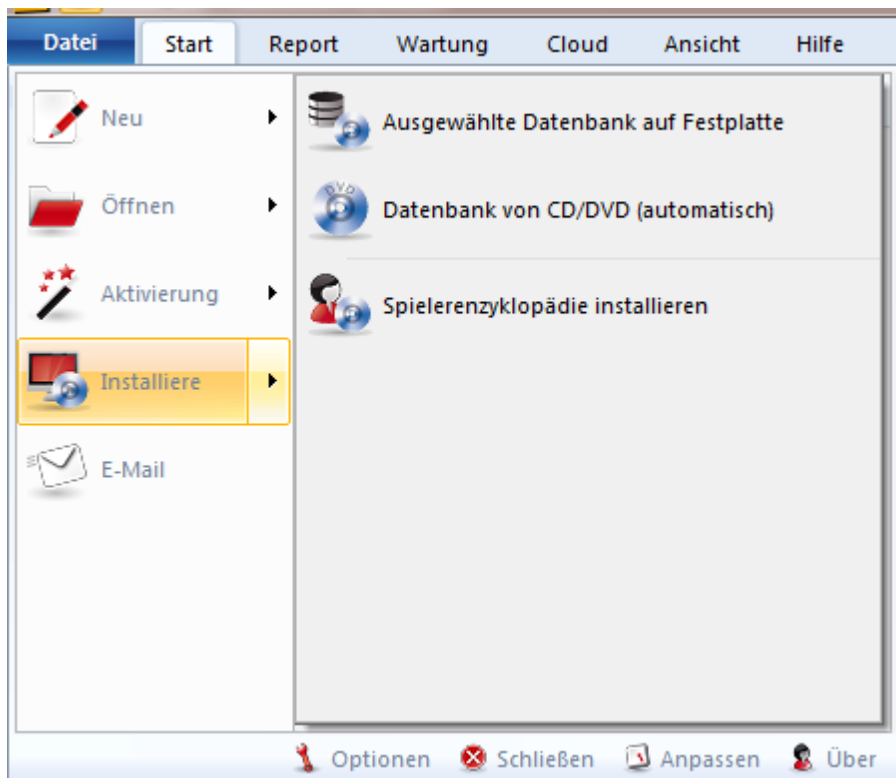 Datei Start Report Wartung Cloud Ansicht Hilfe
Neu
Öffnen
Aktivierung
Installiere
E-Mail
Ausgewählte Datenbank auf Festplatte
DVD
Datenbank von CD/DVD (automatisch)
Spielerenzyklopädie installieren
Optionen Schließen Anpassen Über